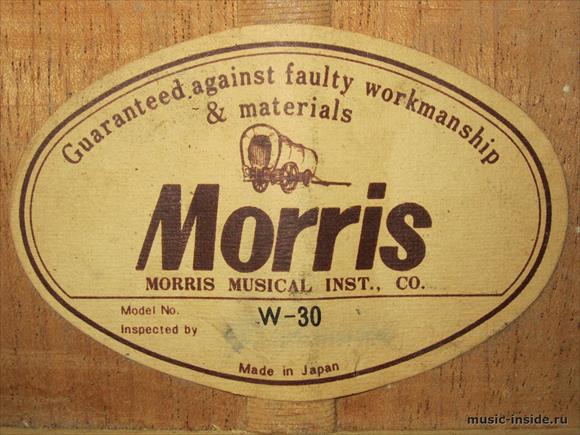 Guaranteed against faulty workmanship
& materials
Morris
MORRIS MUSICAL INST., CO.
Model No. W-30
Inspected by
Made in Japan
music-inside.ru